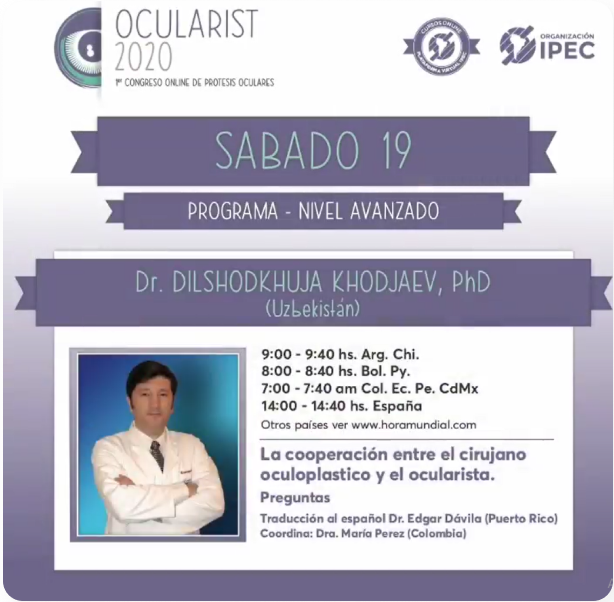 OCULARIST
2020
1er CONGRESO ONLINE DE PROTESIS OCULARES
CURSOS ONLINE
ORGANIZACIÓN
IPEC
SABADO 19
PROGRAMA - NIVEL AVANZADO
Dr. DILSHODKHUJA KHODJAEV, PhD
(Uzbekistán)
9:00 - 9:40 hs. Arg. Chi.
8:00 - 8:40 hs. Bol. Py.
7:00 - 7:40 am Col. Ec. Pe. CdMx
14:00 - 14:40 hs. España
Otros países ver www.horamundial.com
La cooperación entre el cirujano
oculoplastico y el ocularista.
Preguntas
Traducción al español Dr. Edgar Dávila (Puerto Rico)
Coordina: Dra. María Perez (Colombia)